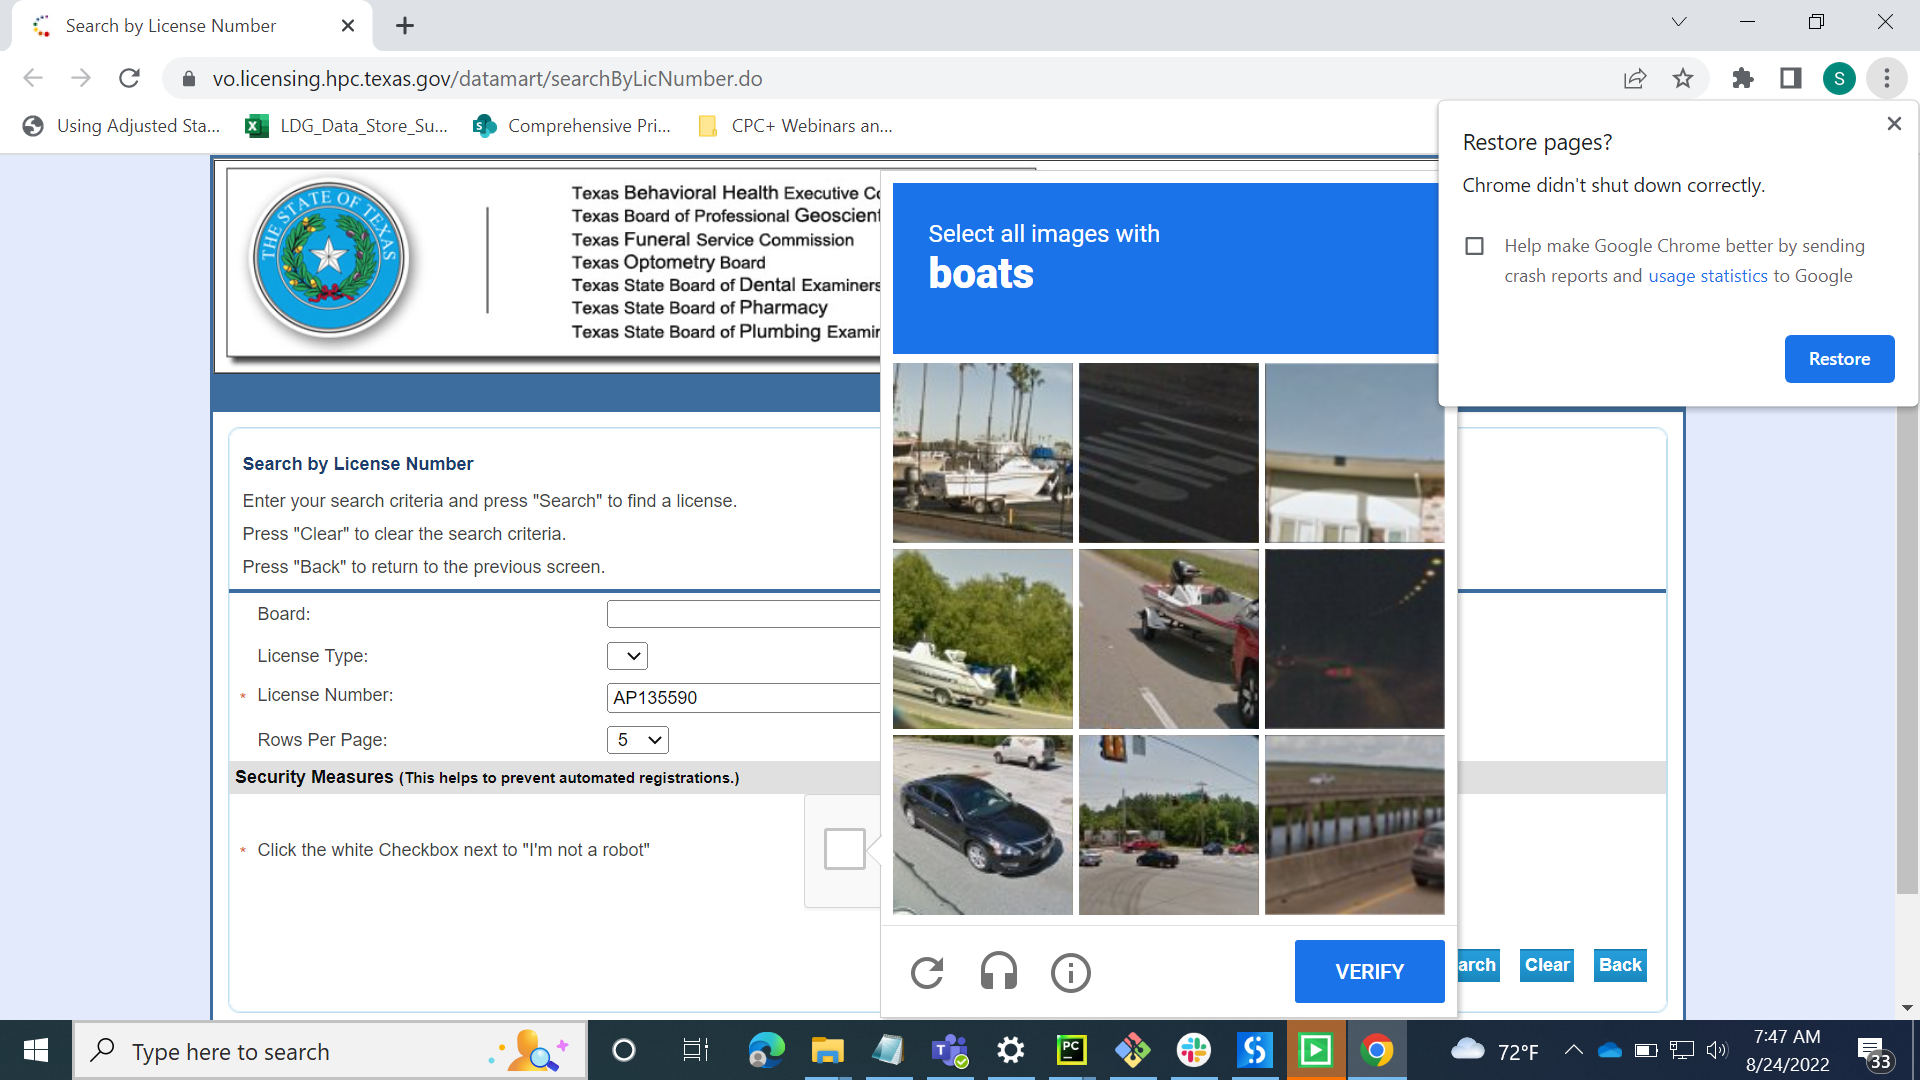 Search by License Number
vo.licensing.hpc.texas.gov/datamart/searchByLicNumber.do
S
Using Adjusted Sta...
LDG_Data_Store_Su...
Comprehensive Pri...
CPC+ Webinars an...
Restore pages?
Chrome didn't shut down correctly.
Help make Google Chrome better by sending
crash reports and usage statistics to Google
Restore
THE STATE OF TEXAS
Texas Behavioral Health Executive
Texas Board of Professional
Texas Funeral Service Commission
Texas Optometry Board
Texas State Board of Dental Examiners
Texas State Board of Pharmacy
Texas State Board of Plumbing
Select all images with
boats
Search by License Number
Enter your search criteria and press "Search" to find a license.
Press "Clear" to clear the search criteria.
Press "Back" to return to the previous screen.
Board:
License Type:
* License Number:
AP135590
Rows Per Page:
5
Security Measures (This helps to prevent automated registrations.)
* Click the white Checkbox next to "I'm not a robot"
VERIFY
arch
Clear
Back
Type here to search
72°F
7:47 AM
8/24/2022
33